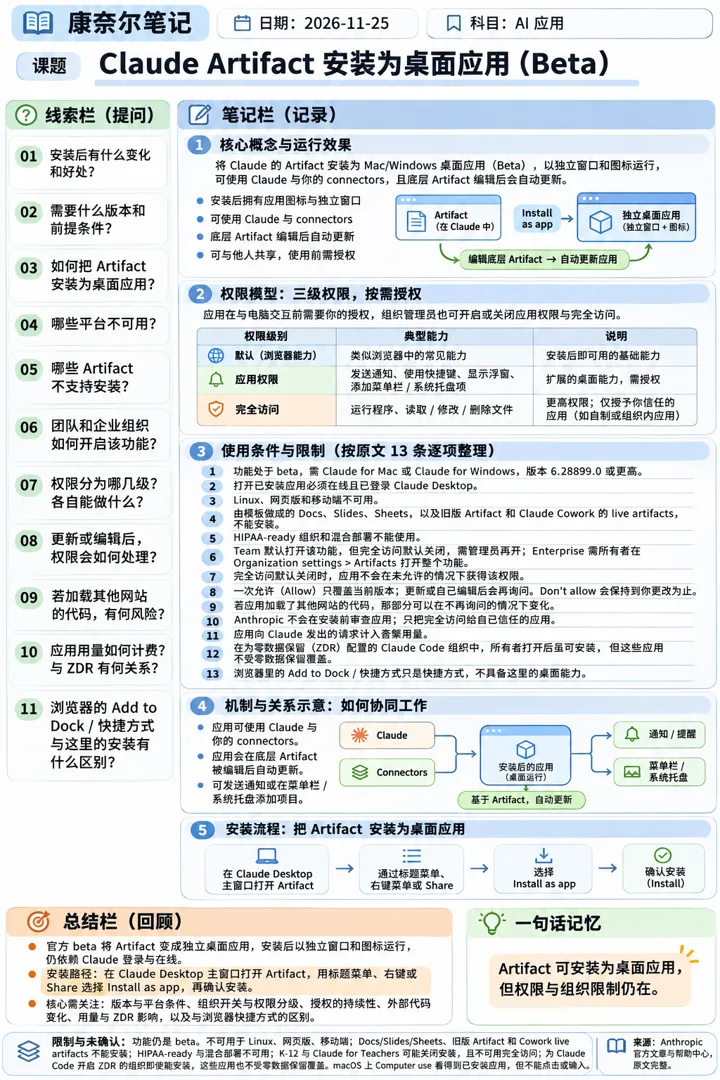 康奈尔笔记
日期：2026-11-25
科目：AI 应用
课题
Claude Artifact 安装为桌面应用（Beta）
线索栏（提问）
01 安装后有什么变化
和好处？
02 需要什么版本和
前提条件？
03 如何把 Artifact
安装为桌面应用？
04 哪些平台不可用？
05 哪些 Artifact
不支持安装？
06 团队和企业组织
如何开启该功能？
07 权限分为哪几级？
各自能做什么？
08 更新或编辑后，
权限会如何处理？
09 若加载其他网站
的代码，有何风险？
10 应用用量如何计费？
与 ZDR 有何关系？
11 浏览器的 Add to
Dock / 快捷方式
与这里的安装有
什么区别？
笔记栏（记录）
1 核心概念与运行效果
将 Claude 的 Artifact 安装为 Mac/Windows 桌面应用（Beta），以独立窗口和图标运行，
可使用 Claude 与你的 connectors，且底层 Artifact 编辑后会自动更新。
安装后拥有应用图标与独立窗口
可使用 Claude 与 connectors
底层 Artifact 编辑后自动更新
可与他人共享，使用前需授权
Artifact
（在 Claude 中）
Install
as app
独立桌面应用
（独立窗口 + 图标）
编辑底层 Artifact → 自动更新应用
2 权限模型：三级权限，按需授权
应用在与电脑交互前需要你的授权，组织管理员也可开启或关闭应用权限与完全访问。
权限级别 典型能力 说明
默认（浏览器能力） 类似浏览器中的常见能力 安装后即可用的基础能力
应用权限 发送通知、使用快捷键、显示浮窗、
添加菜单栏 / 系统托盘项 扩展的桌面能力，需授权
完全访问 运行程序、读取 / 修改 / 删除文件 更高权限；仅授予你信任的
应用（如自制或组织内应用）
3 使用条件与限制（按原文 13 条逐项整理）
1 功能处于 beta，需 Claude for Mac 或 Claude for Windows，版本 6.28899.0 或更高。
2 打开已安装应用必须在线且已登录 Claude Desktop。
3 Linux、网页版和移动端不可用。
4 由模板做成的 Docs、Slides、Sheets，以及旧版 Artifact 和 Claude Cowork 的 live artifacts，
不能安装。
5 HIPAA-ready 组织和混合部署不能使用。
6 Team 默认打开该功能，但完全访问默认关闭，需管理员再开；Enterprise 需所有者在
Organization settings > Artifacts 打开整个功能。
7 完全访问默认关闭时，应用不会在未允许的情况下获得该权限。
8 一次允许（Allow）只覆盖当前版本；更新或自己编辑后会再询问。Don't allow 会保持到你更改为止。
9 若应用加载了其他网站的代码，那部分可以在不再询问的情况下变化。
10 Anthropic 不会在安装前审查应用；只把完全访问给自己信任的应用。
11 应用向 Claude 发出的请求计入套餐用量。
12 在为零数据保留（ZDR）配置的 Claude Code 组织中，所有者打开后虽可安装， 但这些应用
不受零数据保留覆盖。
13 浏览器里的 Add to Dock / 快捷方式只是快捷方式，不具备这里的桌面能力。
4 机制与关系示意：如何协同工作
应用可使用 Claude 与
你的 connectors。
应用会在底层 Artifact
被编辑后自动更新。
可发送通知或在菜单栏 /
系统托盘添加项目。
Claude
Connectors
安装后的应用
（桌面运行）
基于 Artifact，自动更新
通知 / 提醒
菜单栏 /
系统托盘
5 安装流程：把 Artifact 安装为桌面应用
在 Claude Desktop
主窗口打开 Artifact
通过标题菜单、
右键菜单或 Share
选择
Install as app
确认安装
（Install）
总结栏（回顾）
官方 beta 将 Artifact 变成独立桌面应用，安装后以独立窗口和图标运行，
仍依赖 Claude 登录与在线。
安装路径：在 Claude Desktop 主窗口打开 Artifact，用标题菜单、右键或
Share 选择 Install as app，再确认安装。
核心需关注：版本与平台条件、组织开关与权限分级、授权的持续性、外部代码
变化、用量与 ZDR 影响，以及与浏览器快捷方式的区别。
一句话记忆
Artifact 可安装为桌面应用，
但权限与组织限制仍在。
限制与未确认：功能仍是 beta。不可用于 Linux、网页版、移动端；Docs/Slides/Sheets、旧版 Artifact 和 Cowork live
artifacts 不能安装；HIPAA-ready 与混合部署不可用；K-12 与 Claude for Teachers 可能关闭安装，且不可用完全访问；为 Claude
Code 开启 ZDR 的组织即使能安装，这些应用也不受零数据保留覆盖。macOS 上 Computer use 看得到已安装应用，但不能点击或输入。
来源：Anthropic
官方文章与帮助中心，
原文完整。